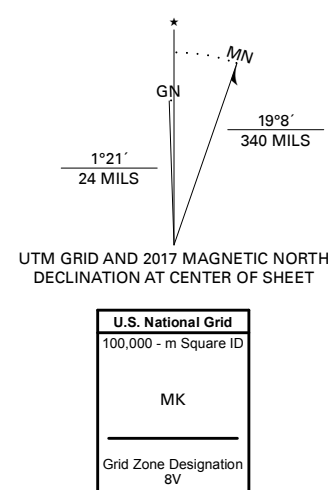 ★
MN
GN
19°8´
340 MILS
1°21´
24 MILS
UTM GRID AND 2017 MAGNETIC NORTH
DECLINATION AT CENTER OF SHEET
U.S. National Grid
100,000 - m Square ID
MK
Grid Zone Designation
8V